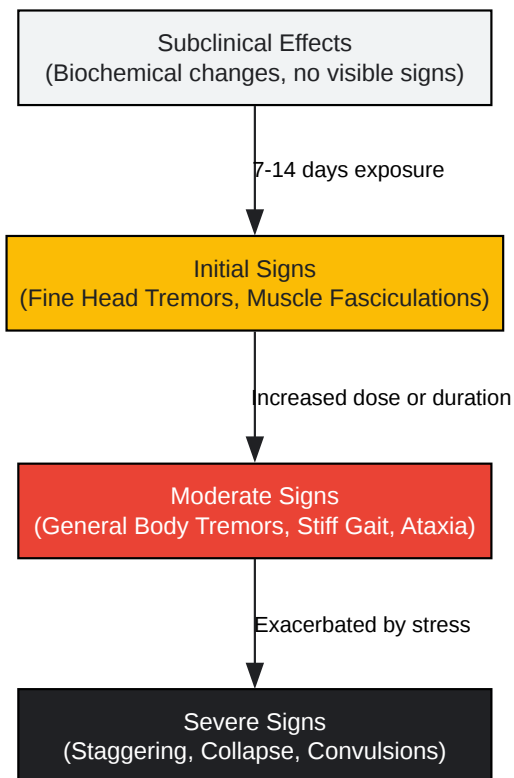 Subclinical Effects
(Biochemical changes, no visible signs)
7-14 days exposure
Initial Signs
(Fine Head Tremors, Muscle Fasciculations)
Increased dose or duration
Moderate Signs
(General Body Tremors, Stiff Gait, Ataxia)
Exacerbated by stress
Severe Signs
(Staggering, Collapse, Convulsions)